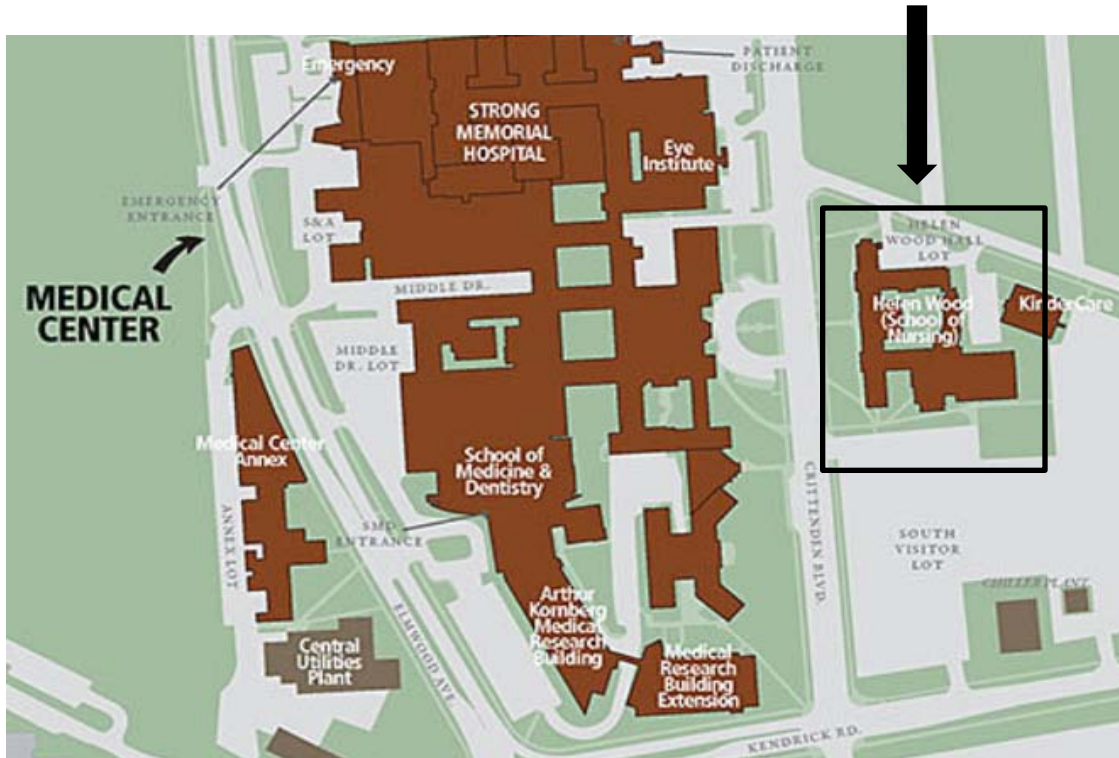 Emergency
PATIENT
DISCHARGE
STRONG
MEMORIAL
HOSPITAL
Eye
Institute
EMERGENCY
ENTRANCE
S&A
LOT
HELEN
WOOD HALL
LOT
MEDICAL
CENTER
MIDDLE DR.
Helen Wood
(School of
Nursing)
KinderCare
MIDDLE
DR. LOT
Medical Center
Annex
School of
Medicine &
Dentistry
CRITTENDEN BLVD.
ANNEX LOT
SMD
ENTRANCE
SOUTH
VISITOR
LOT
CHILLER PLANT
Arthur
Kornberg
Medical
Research
Building
ELMWOOD AVE.
Central
Utilities
Plant
Medical
Research
Building
Extension
KENDRICK RD.